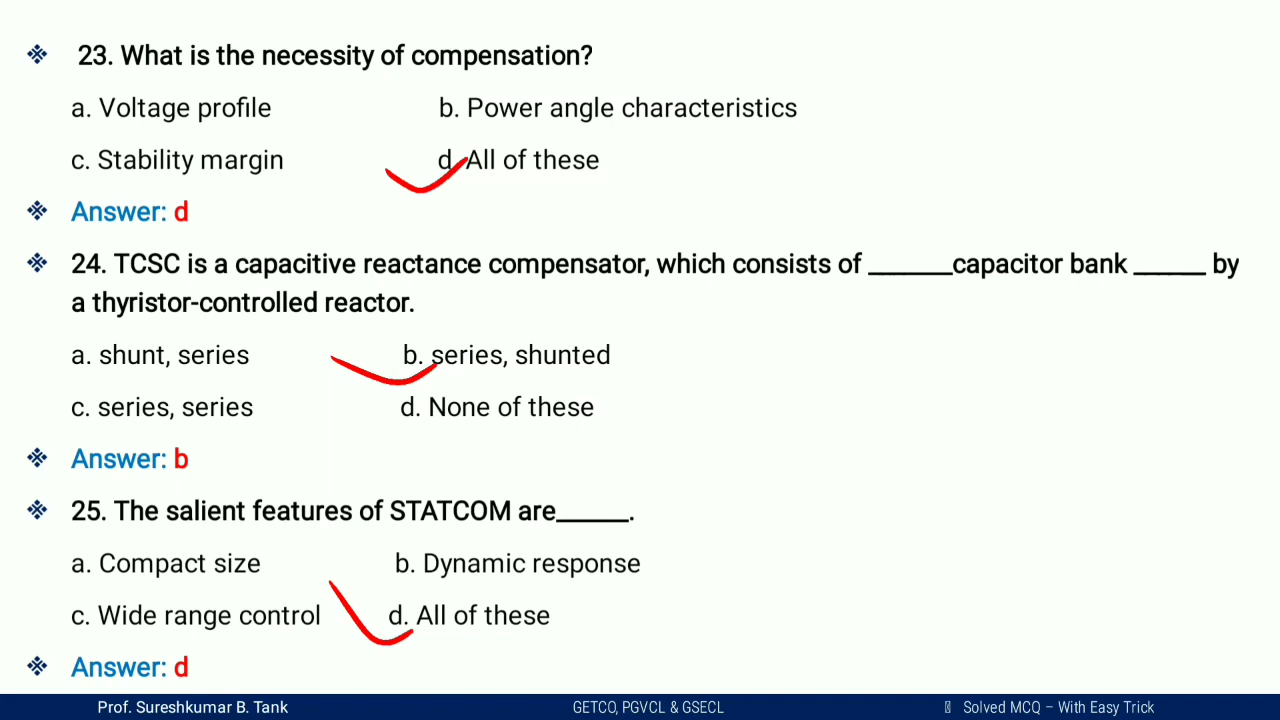 ❖ 23. What is the necessity of compensation?
a. Voltage profile b. Power angle characteristics
c. Stability margin d. All of these
❖ Answer: d
❖ 24. TCSC is a capacitive reactance compensator, which consists of _______capacitor bank ______ by
a thyristor-controlled reactor.
a. shunt, series b. series, shunted
c. series, series d. None of these
❖ Answer: b
❖ 25. The salient features of STATCOM are______.
a. Compact size b. Dynamic response
c. Wide range control d. All of these
❖ Answer: d
Prof. Sureshkumar B. Tank GETCO, PGVCL & GSECL Solved MCQ – With Easy Trick